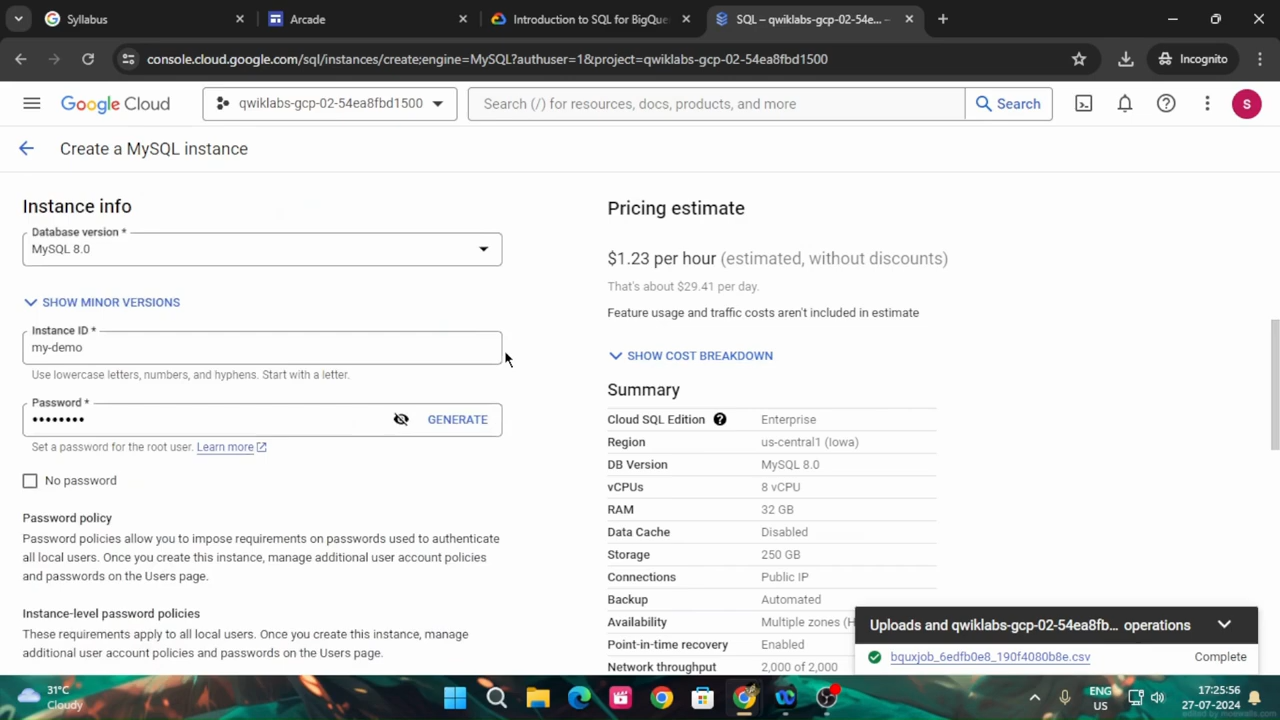 Syllabus
Arcade
Introduction to SQL for BigQue
SQL – qwiklabs-gcp-02-54e...
console.cloud.google.com/sql/instances/create;engine=MySQL?authuser=1&project=qwiklabs-gcp-02-54ea8fbd1500
Incognito
Google Cloud
qwiklabs-gcp-02-54ea8fbd1500
Search (/) for resources, docs, products, and more
Search
S
Create a MySQL instance
Instance info
Database version *
MySQL 8.0
SHOW MINOR VERSIONS
Instance ID *
my-demo
Use lowercase letters, numbers, and hyphens. Start with a letter.
Password *
••••••••
GENERATE
Set a password for the root user. Learn more
No password
Password policy
Password policies allow you to impose requirements on passwords used to authenticate
all local users. Once you create this instance, manage additional user account policies
and passwords on the Users page.
Instance-level password policies
These requirements apply to all local users. Once you create this instance, manage
additional user account policies and passwords on the Users page.
Pricing estimate
$1.23 per hour (estimated, without discounts)
That's about $29.41 per day.
Feature usage and traffic costs aren't included in estimate
SHOW COST BREAKDOWN
Summary
Cloud SQL Edition Enterprise
Region us-central1 (Iowa)
DB Version MySQL 8.0
vCPUs 8 vCPU
RAM 32 GB
Data Cache Disabled
Storage 250 GB
Connections Public IP
Backup Automated
Availability Multiple zones (H
Point-in-time recovery Enabled
Network throughput 2,000 of 2,000
Uploads and qwiklabs-gcp-02-54ea8fb... operations
bquxjob_6edfb0e8_190f4080b8e.csv Complete
31°C
Cloudy
ENG
US
17:25:56
27-07-2024